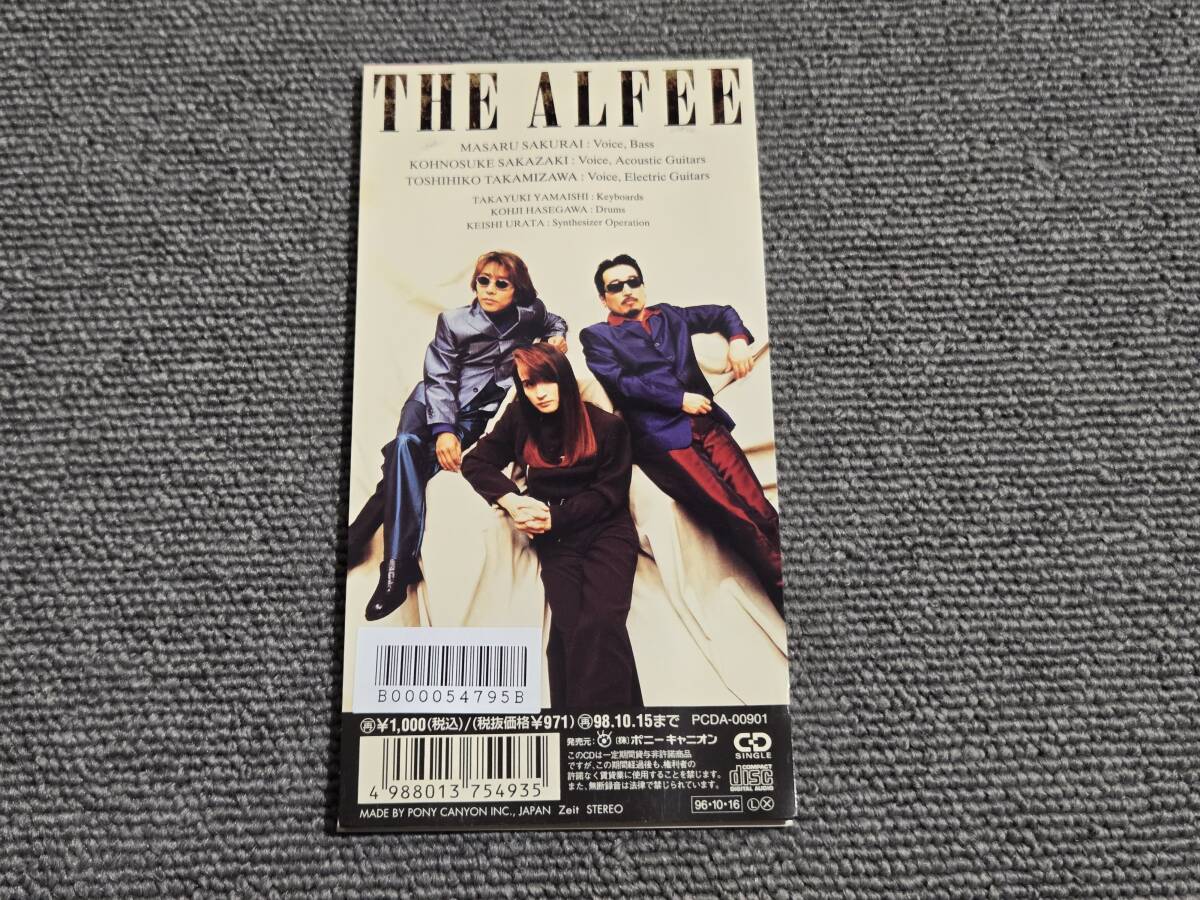 THE ALFEE
MASARU SAKURAI : Voice, Bass
KOHNOSUKE SAKAZAKI : Voice, Acoustic Guitars
TOSHIHIKO TAKAMIZAWA : Voice, Electric Guitars
TAKAYUKI YAMAISHI : Keyboards
KOHJI HASEGAWA : Drums
KEISHI URATA : Synthesizer Operation
B000054795B
再¥1,000(税込)/(税抜価格¥971) 再98.10.15まで PCDA-00901
発売元: (株)ポニーキャニオン
このCDは一定期間貸与非許諾商品
ですが、この期間経過後も、権利者の
許諾なく賃貸業に使用することを禁じます。
また、無断録音は法律で禁じられています。
CD
SINGLE
COMPACT
disc
DIGITAL AUDIO
4 988013 754935
MADE BY PONY CANYON INC., JAPAN Zeit STEREO
96・10・16 Ⓛ Ⓧ